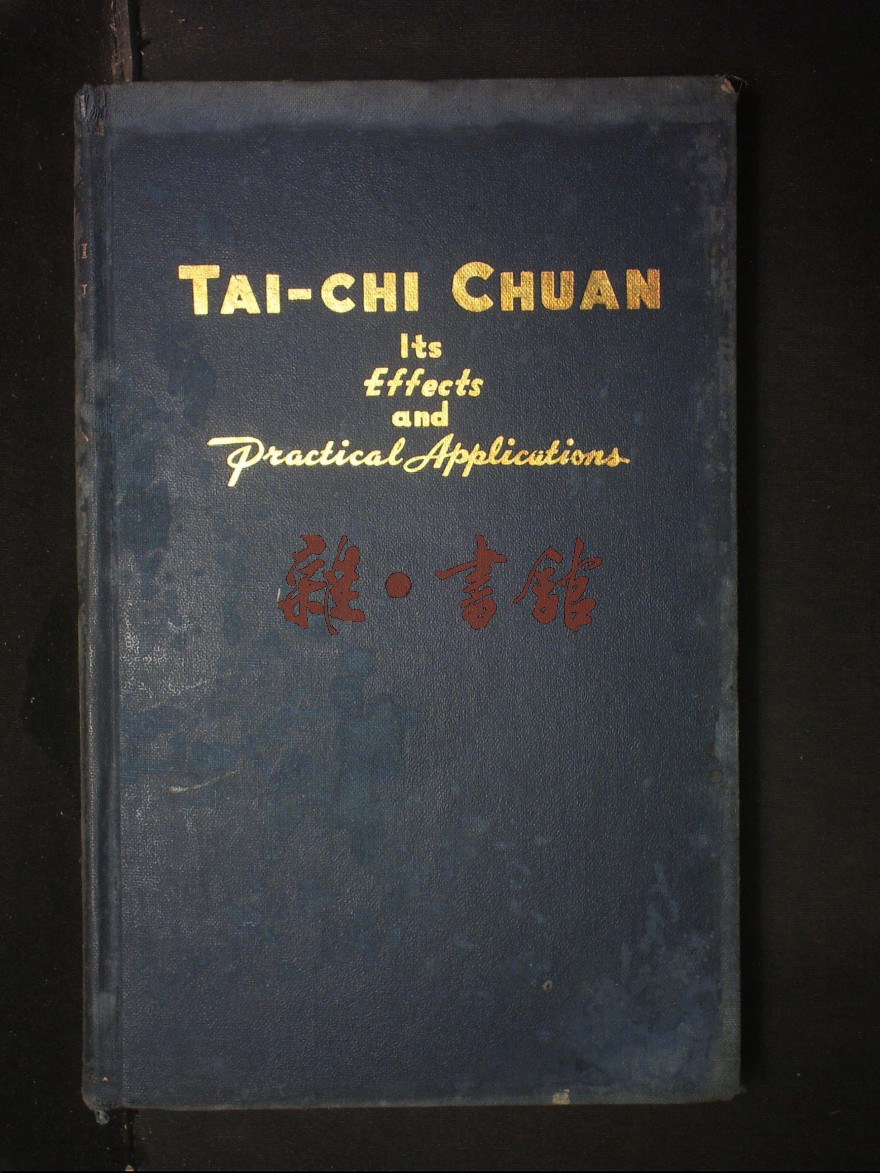 TAI-CHI CHUAN
Its
Effects
and
Practical Applications
雜•書館